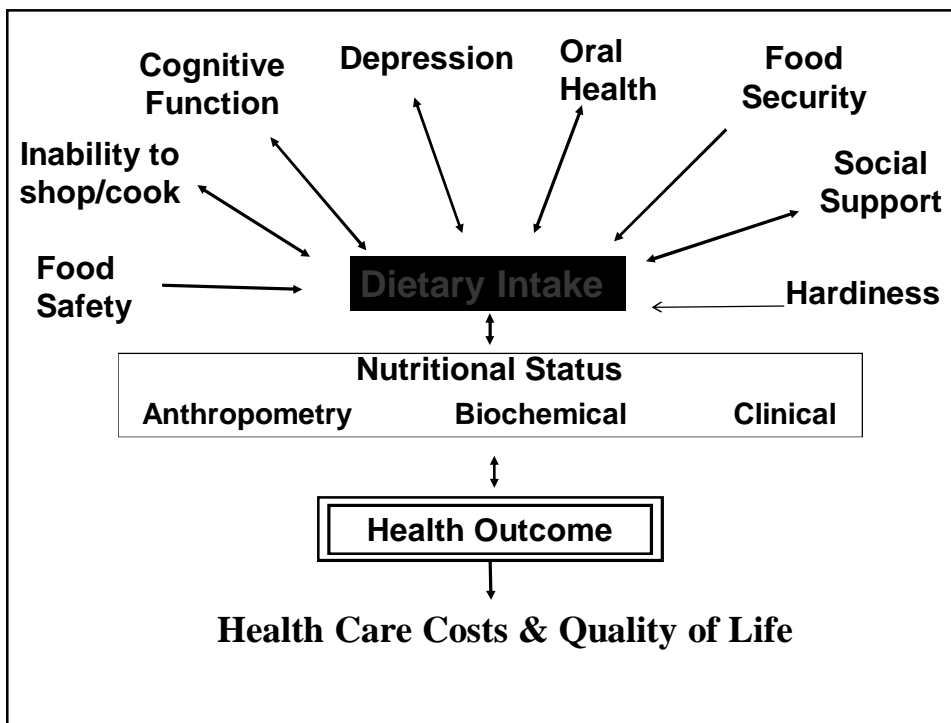 Cognitive
Function
Depression
Oral
Health
Food
Security
Inability to
shop/cook
Social
Support
Food
Safety
Dietary Intake
Hardiness
Nutritional Status
Anthropometry Biochemical Clinical
Health Outcome
Health Care Costs & Quality of Life